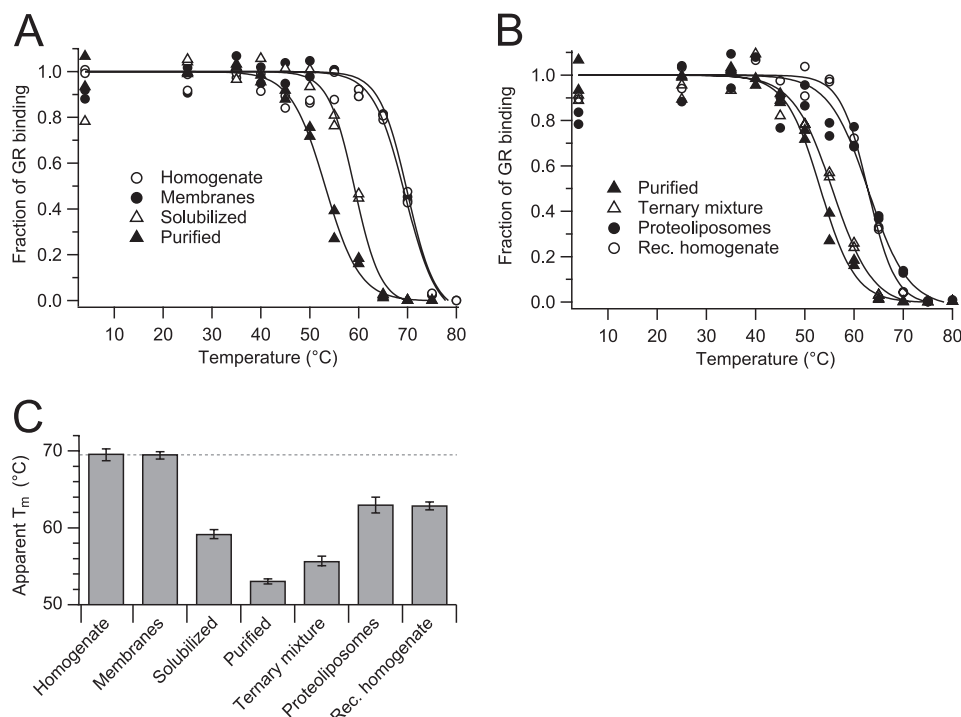 A
Fraction of GR binding
1.0
0.8
0.6
0.4
0.2
0.0
Homogenate
Membranes
Solubilized
Purified
10 20 30 40 50 60 70 80
Temperature (°C)
B
Fraction of GR binding
1.0
0.8
0.6
0.4
0.2
0.0
Purified
Ternary mixture
Proteoliposomes
Rec. homogenate
10 20 30 40 50 60 70 80
Temperature (°C)
C
Apparent Tm (°C)
70
60
50
Homogenate
Membranes
Solubilized
Purified
Ternary mixture
Proteoliposomes
Rec. homogenate